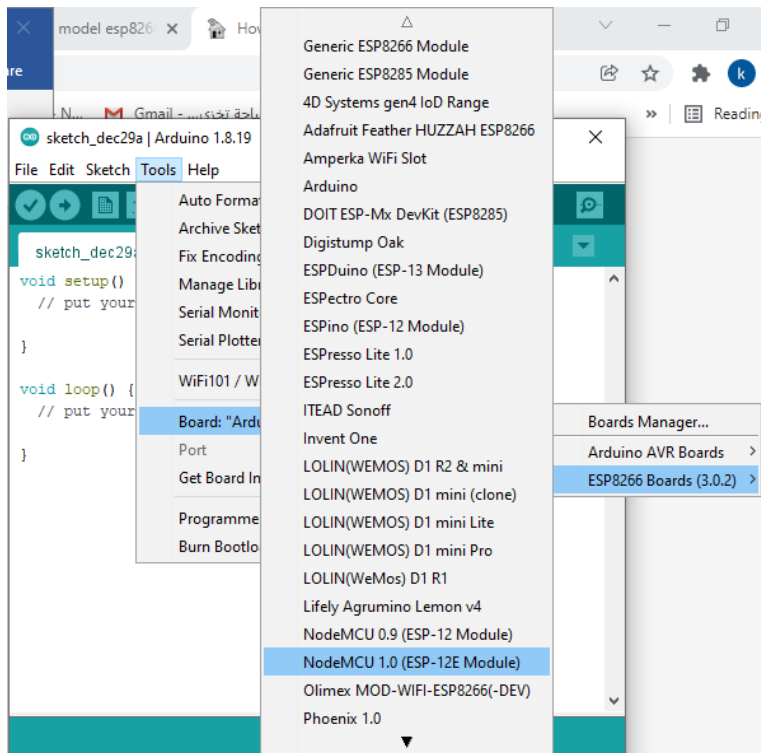 model esp826
Ho
re
N...
Gmail - ...ساحة تخزى
k
»
Readin
sketch_dec29a | Arduino 1.8.19
File Edit Sketch Tools Help
sketch_dec29
void setup()
// put your
}
void loop() {
// put your
}
Auto Forma
Archive Sket
Fix Encoding
Manage Libr
Serial Monit
Serial Plotter
WiFi101 / W
Board: "Ardu
Port
Get Board In
Programme
Burn Bootlo
Generic ESP8266 Module
Generic ESP8285 Module
4D Systems gen4 IoD Range
Adafruit Feather HUZZAH ESP8266
Amperka WiFi Slot
Arduino
DOIT ESP-Mx DevKit (ESP8285)
Digistump Oak
ESPDuino (ESP-13 Module)
ESPectro Core
ESPino (ESP-12 Module)
ESPresso Lite 1.0
ESPresso Lite 2.0
ITEAD Sonoff
Invent One
LOLIN(WEMOS) D1 R2 & mini
LOLIN(WEMOS) D1 mini (clone)
LOLIN(WEMOS) D1 mini Lite
LOLIN(WEMOS) D1 mini Pro
LOLIN(WeMos) D1 R1
Lifely Agrumino Lemon v4
NodeMCU 0.9 (ESP-12 Module)
NodeMCU 1.0 (ESP-12E Module)
Olimex MOD-WIFI-ESP8266(-DEV)
Phoenix 1.0
Boards Manager...
Arduino AVR Boards
ESP8266 Boards (3.0.2)